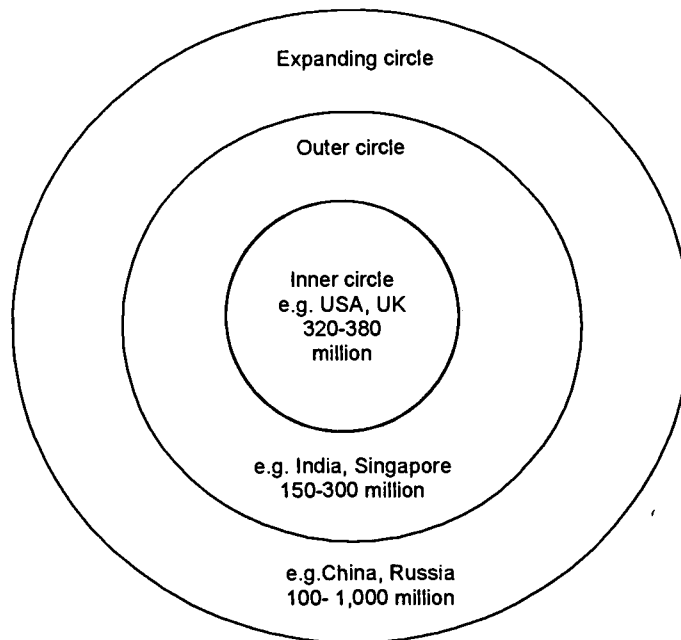 Expanding circle
Outer circle
Inner circle
e.g. USA, UK
320-380
million
e.g. India, Singapore
150-300 million
e.g.China, Russia
100- 1,000 million